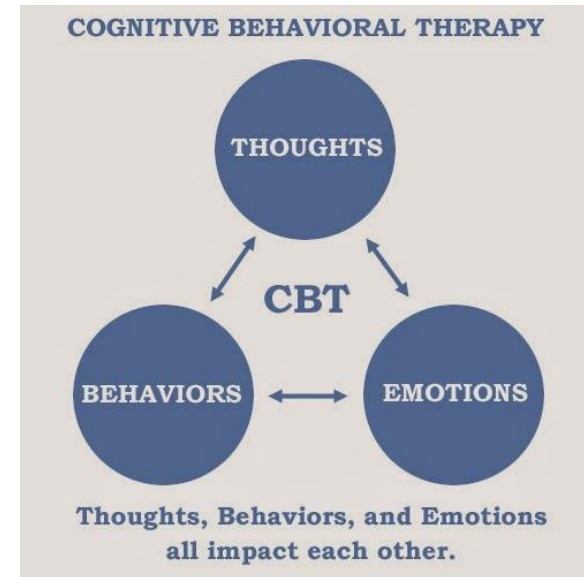 COGNITIVE BEHAVIORAL THERAPY
THOUGHTS
CBT
BEHAVIORS
EMOTIONS
Thoughts, Behaviors, and Emotions
all impact each other.